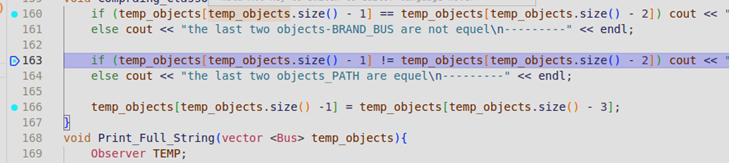 160 if (temp_objects[temp_objects.size() - 1] == temp_objects[temp_objects.size() - 2]) cout << "
161 else cout << "the last two objects-BRAND_BUS are not equel\n---------" << endl;
162
163 if (temp_objects[temp_objects.size() - 1] != temp_objects[temp_objects.size() - 2]) cout << "
164 else cout << "the last two objects_PATH are equel\n---------" << endl;
165
166 temp_objects[temp_objects.size() -1] = temp_objects[temp_objects.size() - 3];
167 }
168 void Print_Full_String(vector <Bus> temp_objects){
169 Observer TEMP;